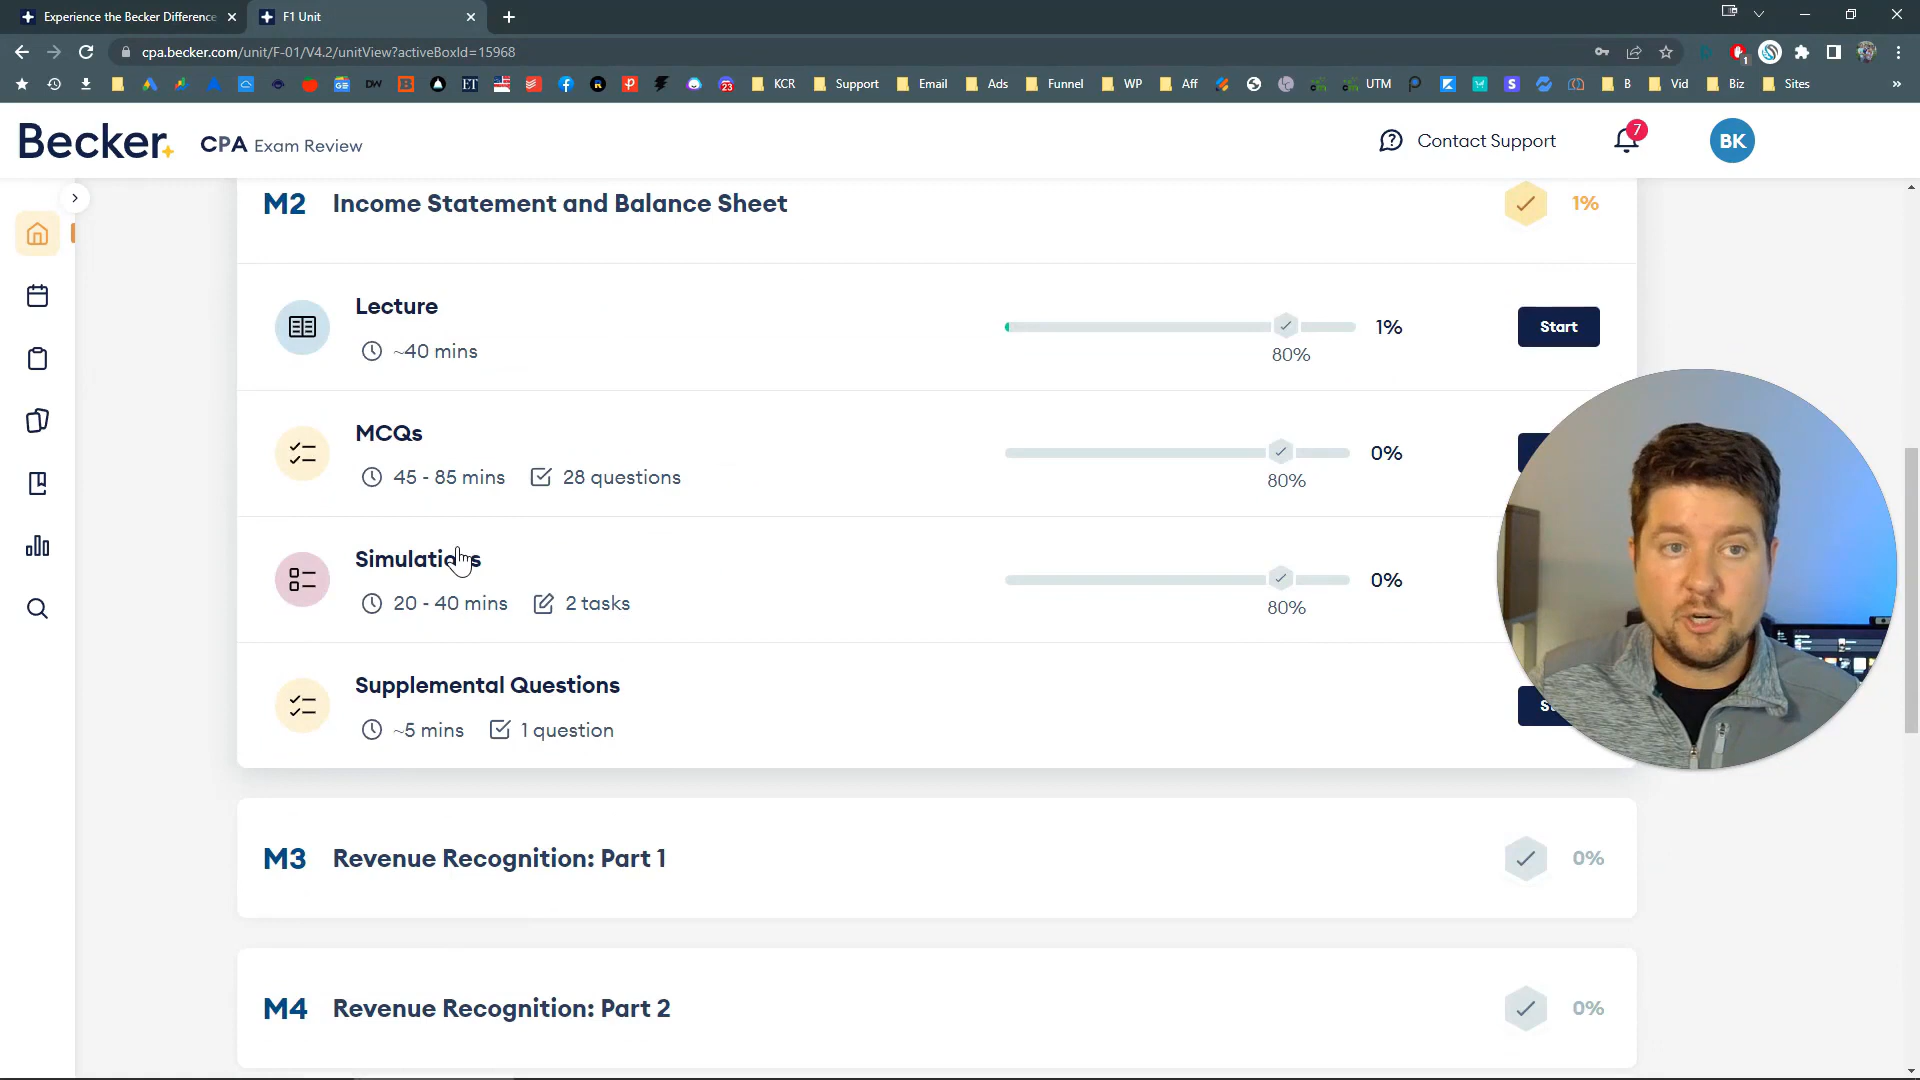 Experience the Becker Difference
F1 Unit
cpa.becker.com/unit/F-01/V4.2/unitView?activeBoxId=15968
1
DW
B
ET
23
KCR
Support
Email
Ads
Funnel
WP
Aff
UTM
B
Vid
Biz
Sites
Becker
CPA Exam Review
Contact Support
7
BK
M2 Income Statement and Balance Sheet
1%
Lecture
~40 mins
80%
1%
Start
MCQs
45 - 85 mins
28 questions
80%
0%
Simulations
20 - 40 mins
2 tasks
80%
0%
Supplemental Questions
~5 mins
1 question
M3 Revenue Recognition: Part 1
0%
M4 Revenue Recognition: Part 2
0%